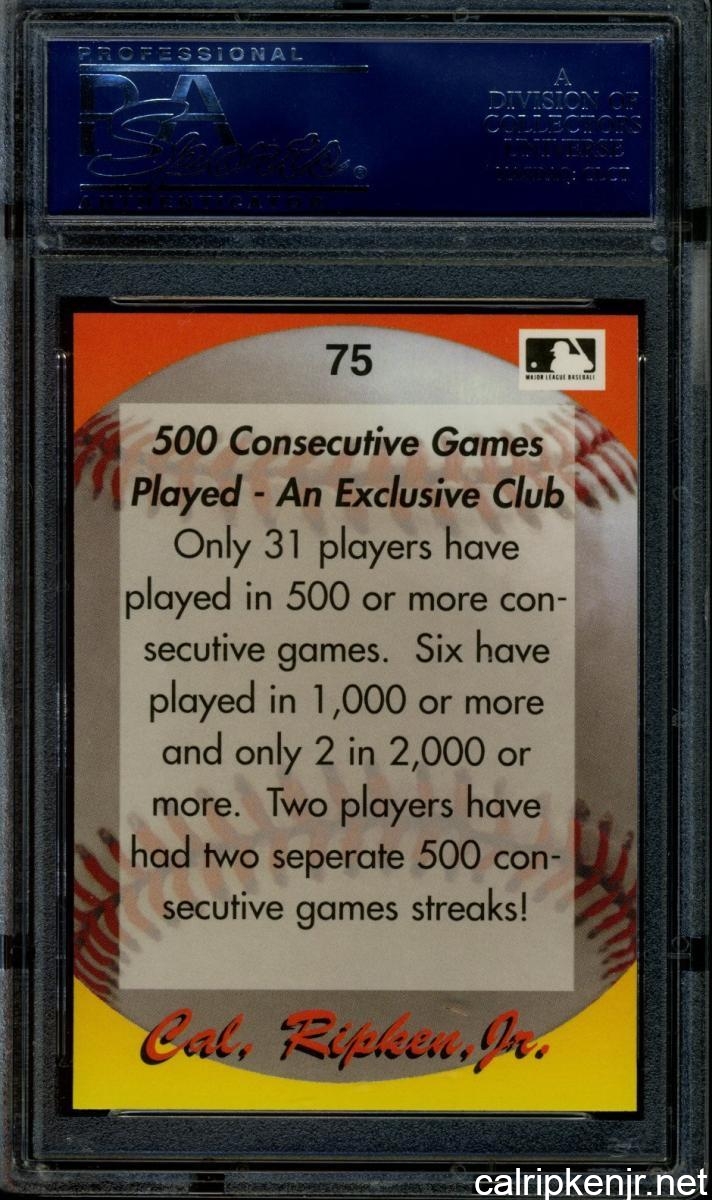 PROFESSIONAL
PSA
Sports®
AUTHENTICATOR
A
DIVISION OF
COLLECTORS
UNIVERSE
NASDAQ: CLCT
75
MAJOR LEAGUE BASEBALL
500 Consecutive Games
Played - An Exclusive Club
Only 31 players have
played in 500 or more con-
secutive games. Six have
played in 1,000 or more
and only 2 in 2,000 or
more. Two players have
had two seperate 500 con-
secutive games streaks!
Cal, Ripken, Jr.
calripkenjr.net